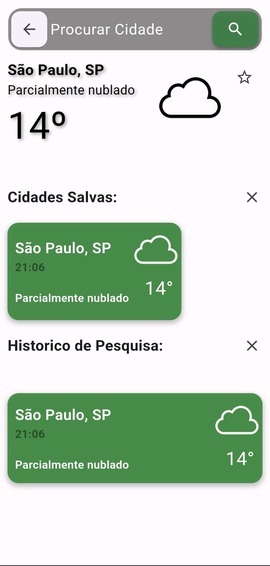 Procurar Cidade
São Paulo, SP
Parcialmente nublado
14º
Cidades Salvas:
São Paulo, SP
21:06
Parcialmente nublado
14°
Historico de Pesquisa:
São Paulo, SP
21:06
Parcialmente nublado
14°